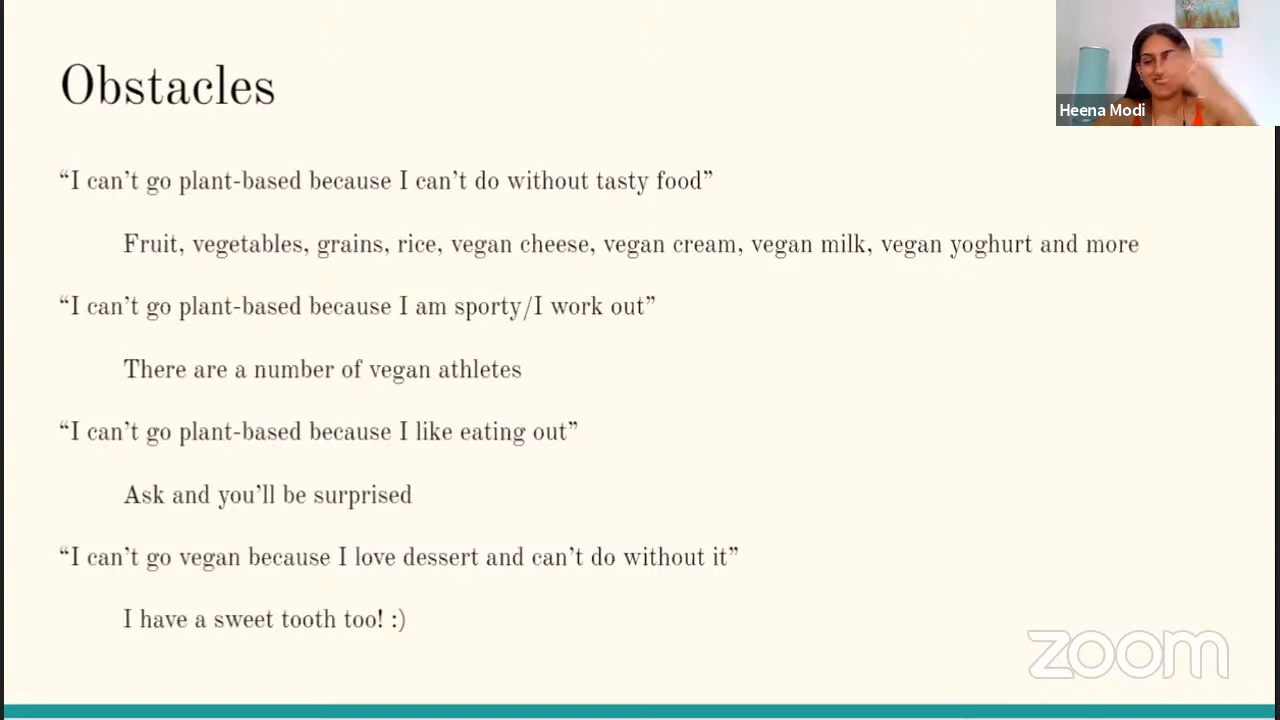 Obstacles
Heena Modi
“I can’t go plant-based because I can’t do without tasty food”
Fruit, vegetables, grains, rice, vegan cheese, vegan cream, vegan milk, vegan yoghurt and more
“I can’t go plant-based because I am sporty/I work out”
There are a number of vegan athletes
“I can’t go plant-based because I like eating out”
Ask and you’ll be surprised
“I can’t go vegan because I love dessert and can’t do without it”
I have a sweet tooth too! :)
zoom